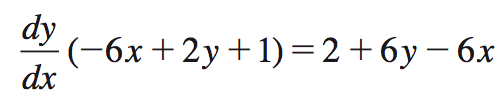 dy/dx (−6x + 2y + 1) = 2 + 6y − 6x